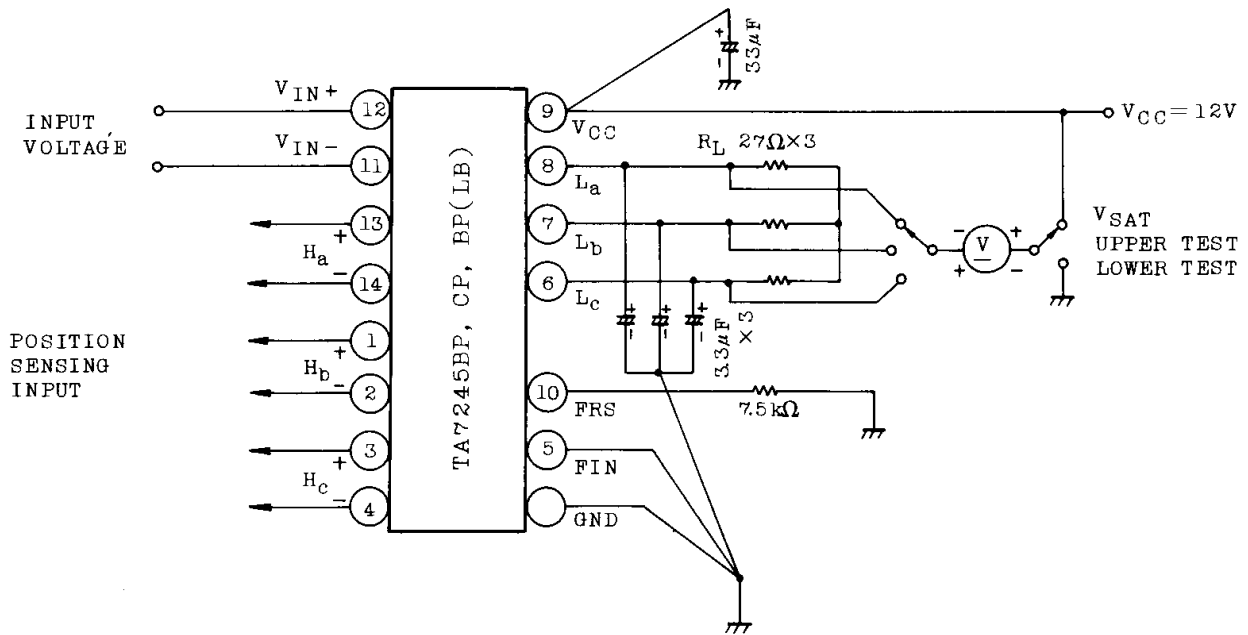 33μF
+
-
INPUT
VOLTAGE
VIN+
12
VIN-
11
13
+
Ha
-
14
POSITION
SENSING
INPUT
1
+
Hb
-
2
3
+
Hc
-
4
TA7245BP, CP, BP(LB)
9
VCC
VCC=12V
8
La
RL 27Ω×3
7
Lb
6
Lc
+
-
+
-
+
-
3.3μF
×3
- V +
+ -
VSAT
UPPER TEST
LOWER TEST
10
FRS
7.5kΩ
5
FIN
GND